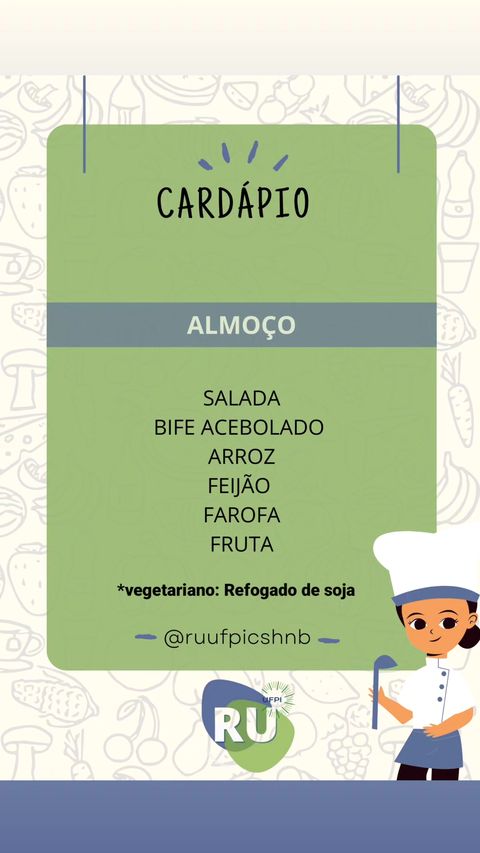 CARDÁPIO
ALMOÇO
SALADA
BIFE ACEBOLADO
ARROZ
FEIJÃO
FAROFA
FRUTA
*vegetariano: Refogado de soja
@ruufpicshnb
UFPI
RU